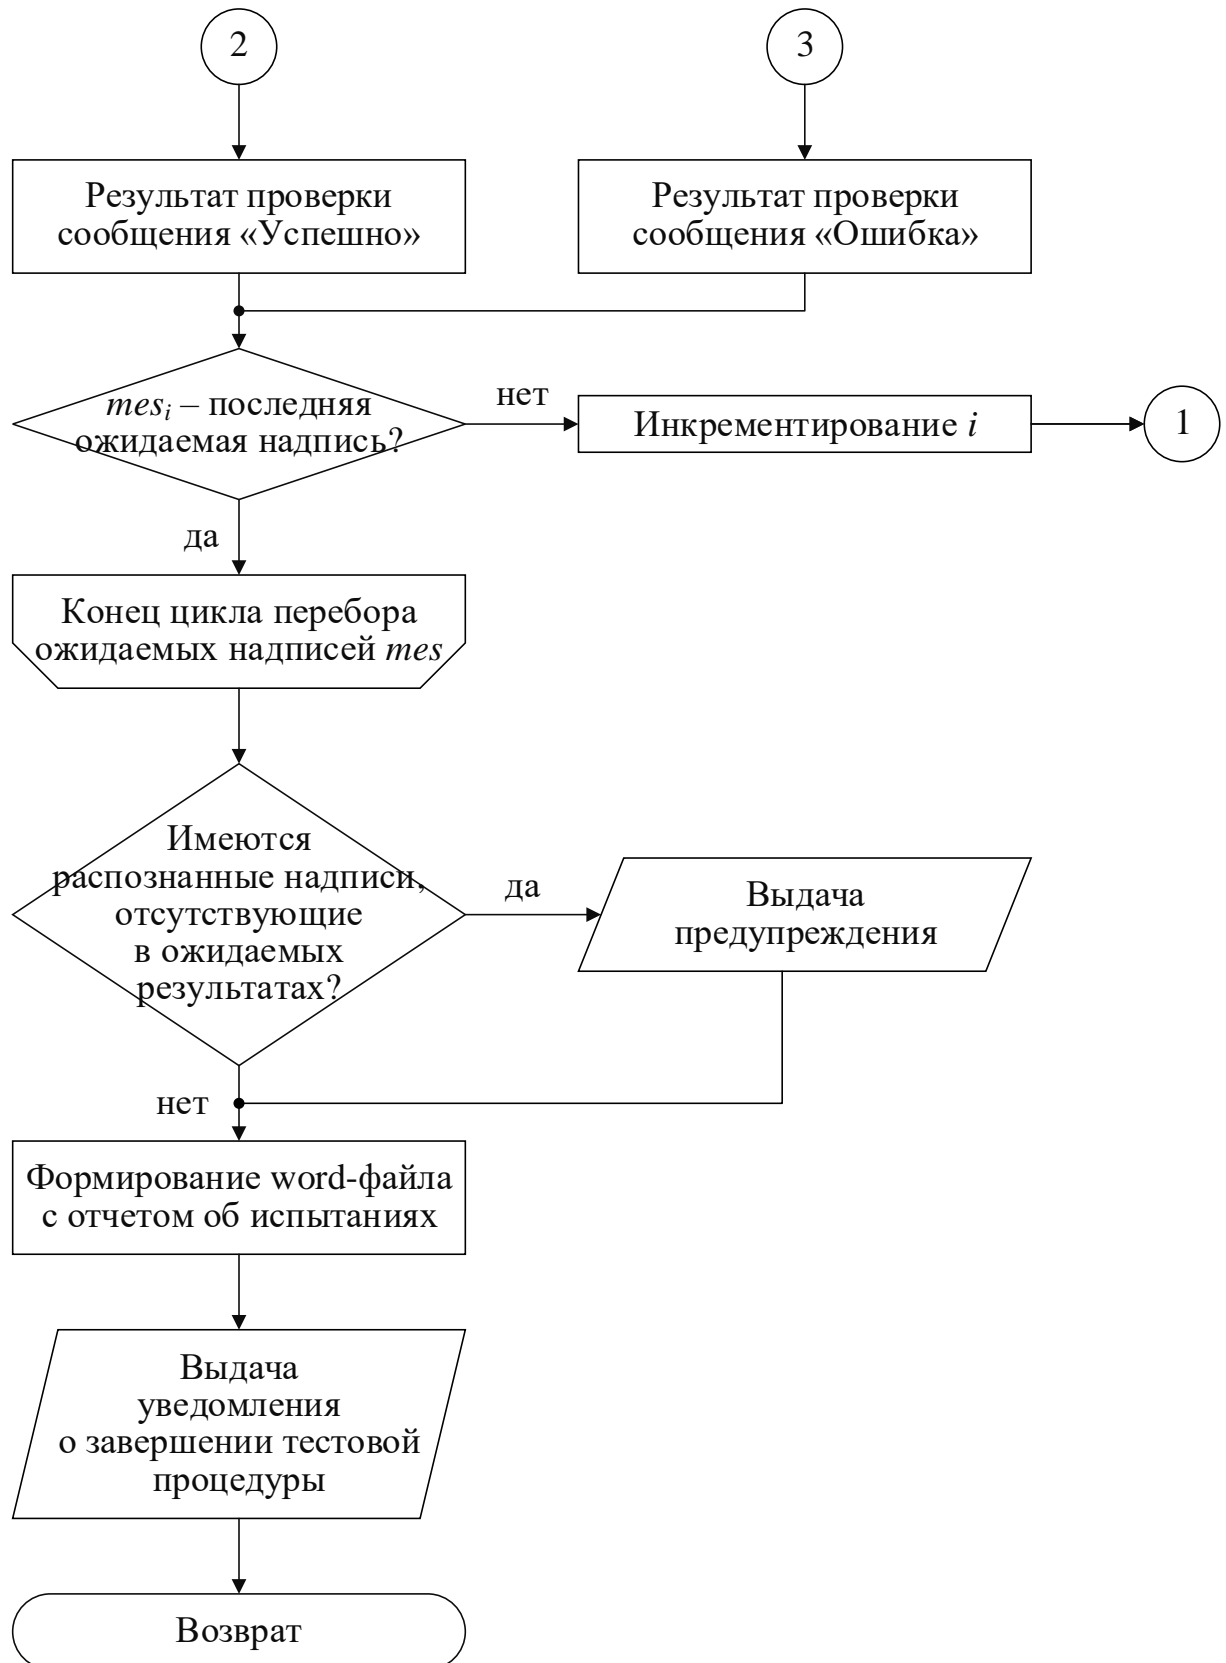 2
3
Результат проверки
сообщения «Успешно»
Результат проверки
сообщения «Ошибка»
mesᵢ – последняя
ожидаемая надпись?
нет
Инкрементирование i
1
да
Конец цикла перебора
ожидаемых надписей mes
Имеются
распознанные надписи,
отсутствующие
в ожидаемых
результатах?
да
Выдача
предупреждения
нет
Формирование word-файла
с отчетом об испытаниях
Выдача
уведомления
о завершении тестовой
процедуры
Возврат